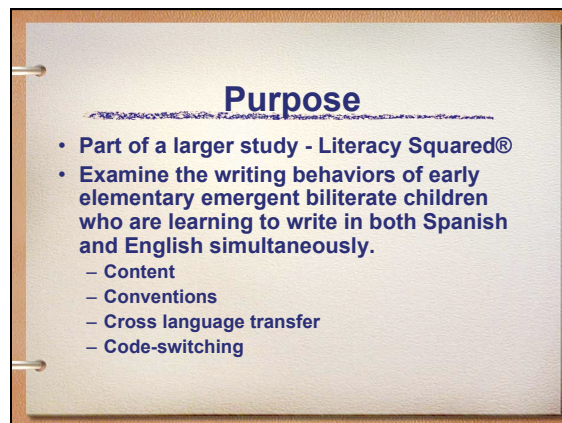 Purpose
• Part of a larger study - Literacy Squared®
• Examine the writing behaviors of early
elementary emergent biliterate children
who are learning to write in both Spanish
and English simultaneously.
– Content
– Conventions
– Cross language transfer
– Code-switching